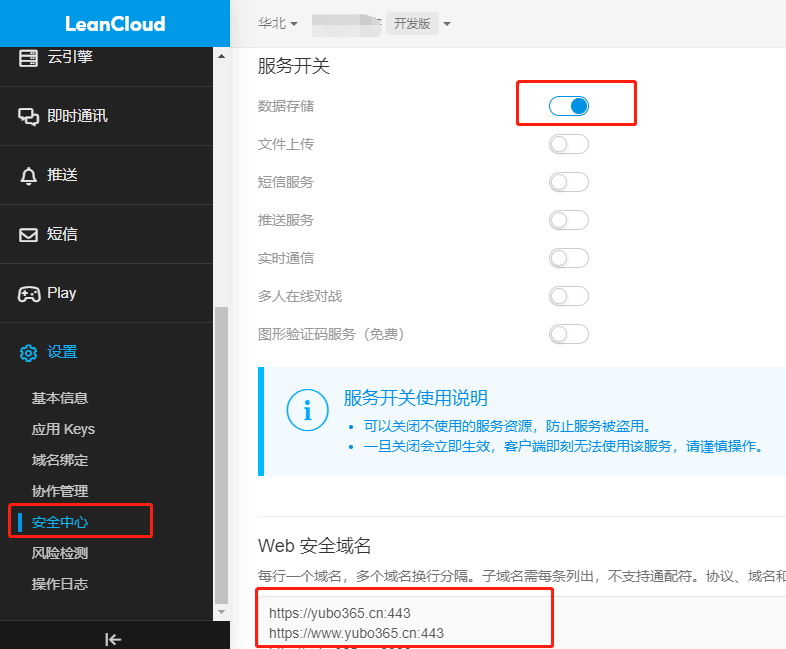 LeanCloud
华北
开发版
云引擎
即时通讯
推送
短信
Play
设置
基本信息
应用 Keys
域名绑定
协作管理
安全中心
风险检测
操作日志
服务开关
数据存储
文件上传
短信服务
推送服务
实时通信
多人在线对战
图形验证码服务（免费）
服务开关使用说明
可以关闭不使用的服务资源，防止服务被盗用。
一旦关闭会立即生效，客户端即刻无法使用该服务，请谨慎操作。
Web 安全域名
每行一个域名，多个域名换行分隔。子域名需每条列出，不支持通配符。协议、域名和
https://yubo365.cn:443
https://www.yubo365.cn:443